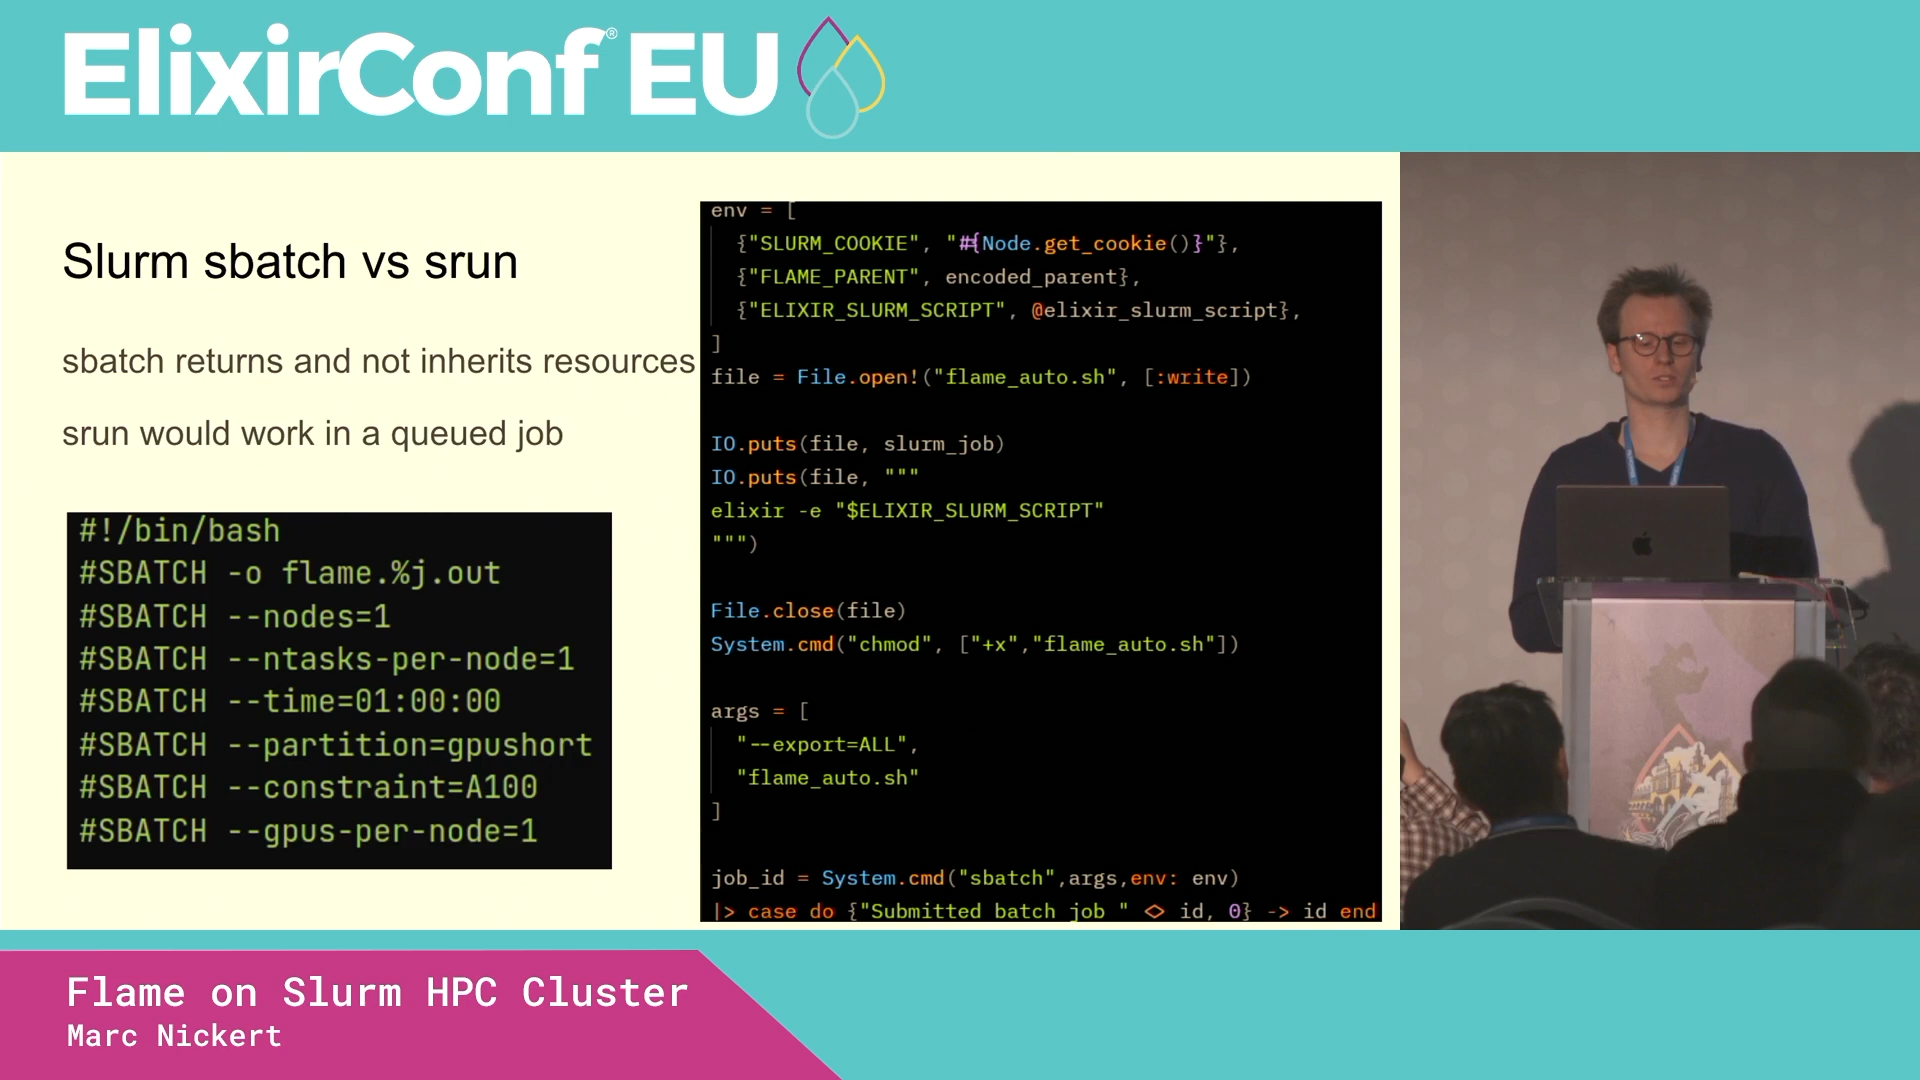 ElixirConf® EU
Slurm sbatch vs srun
sbatch returns and not inherits resources
srun would work in a queued job
#!/bin/bash
#SBATCH -o flame.%j.out
#SBATCH --nodes=1
#SBATCH --ntasks-per-node=1
#SBATCH --time=01:00:00
#SBATCH --partition=gpushort
#SBATCH --constraint=A100
#SBATCH --gpus-per-node=1
env = [
{"SLURM_COOKIE", "#{Node.get_cookie()}"},
{"FLAME_PARENT", encoded_parent},
{"ELIXIR_SLURM_SCRIPT", @elixir_slurm_script},
]
file = File.open!("flame_auto.sh", [:write])
IO.puts(file, slurm_job)
IO.puts(file, """
elixir -e "$ELIXIR_SLURM_SCRIPT"
""")
File.close(file)
System.cmd("chmod", ["+x","flame_auto.sh"])
args = [
"--export=ALL",
"flame_auto.sh"
]
job_id = System.cmd("sbatch",args,env: env)
|> case do {"Submitted batch job " <> id, 0} -> id end
Flame on Slurm HPC Cluster
Marc Nickert